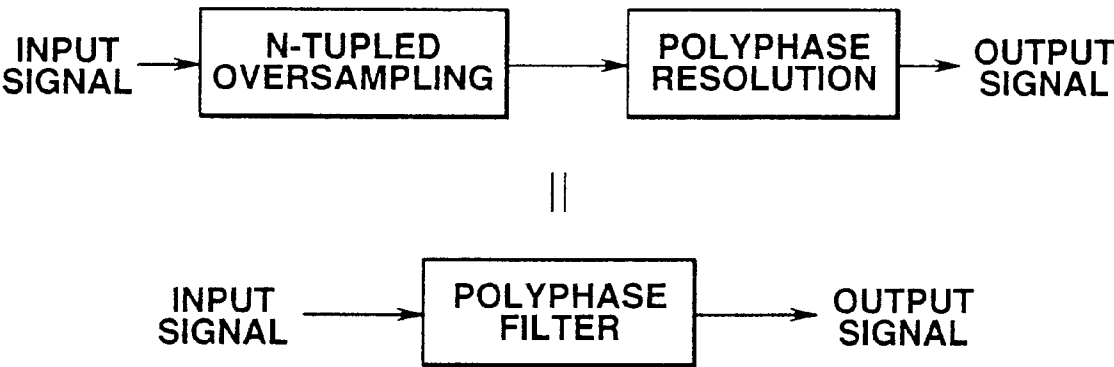 INPUT
SIGNAL
N-TUPLED
OVERSAMPLING
POLYPHASE
RESOLUTION
OUTPUT
SIGNAL
INPUT
SIGNAL
POLYPHASE
FILTER
OUTPUT
SIGNAL